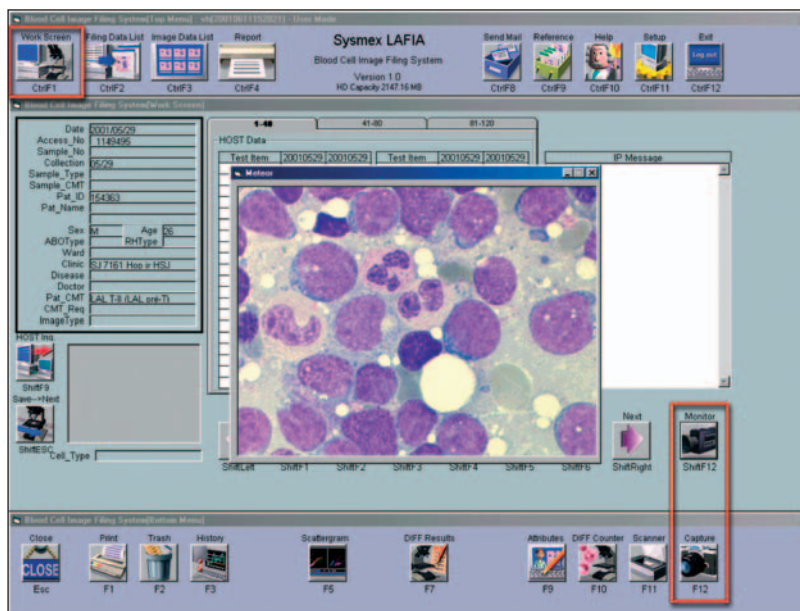 Blood Cell Image Filing System[Top Menu]
Work Screen
Filing Data List
Image Data List
Report
Sysmex LAFIA
Blood Cell Image Filing System
Version 1.0
HD Capacity 2147.16 MB
Send Mail
Reference
Help
Setup
Exit
Log out
CtrlF1
CtrlF2
CtrlF3
CtrlF4
CtrlF8
CtrlF9
CtrlF10
CtrlF11
CtrlF12
Blood Cell Image Filing System[Work Screen]
1-40
41-80
81-120
HOST Data
Test Item 20010529 20010529 Test Item 20010529 20010529
IP Message
Meteor
Date 2001/05/29
Access_No 1149495
Sample_No
Collection 05/29
Sample_Type
Sample_CMT
Pat_ID 154363
Pat_Name
Sex M Age 26
ABOType RHType
Ward
Clinic SJ 7161 Hop ir HSJ
Disease
Doctor
Pat_CMT LAL T-II (LAL pré-T)
CMT_Req
ImageType
HOST Inq.
ShiftF9
Save-->Next
ShiftESC
Cell_Type
Next
Monitor
ShiftLeft
ShiftF1
ShiftF2
ShiftF3
ShiftF4
ShiftF5
ShiftF6
ShiftRight
ShiftF12
Blood Cell Image Filing System[Bottom Menu]
Close
Print
Trash
History
Scattergram
DIFF Results
Attributes
DIFF Counter
Scanner
Capture
CLOSE
Esc
F1
F2
F3
F5
F7
F9
F10
F11
F12